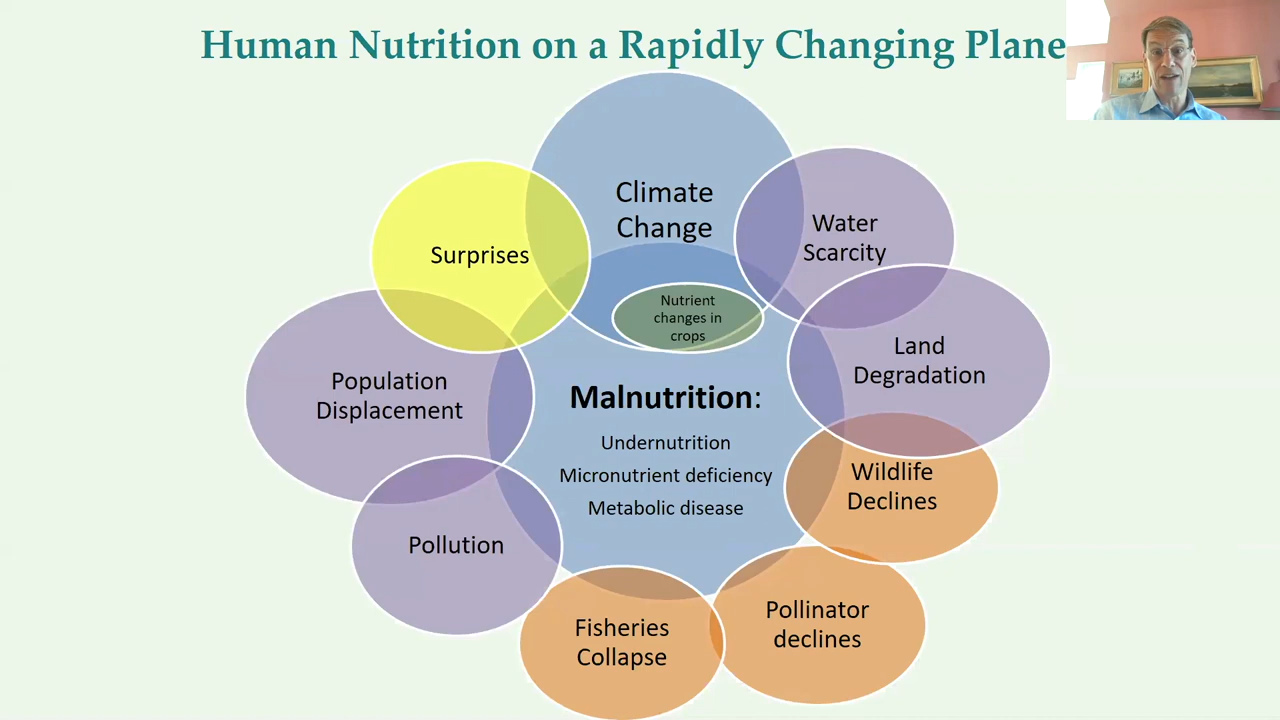 Human Nutrition on a Rapidly Changing Plane
Climate
Change
Surprises
Water
Scarcity
Nutrient
changes in
crops
Land
Degradation
Population
Displacement
Malnutrition:
Undernutrition
Micronutrient deficiency
Metabolic disease
Wildlife
Declines
Pollution
Pollinator
declines
Fisheries
Collapse